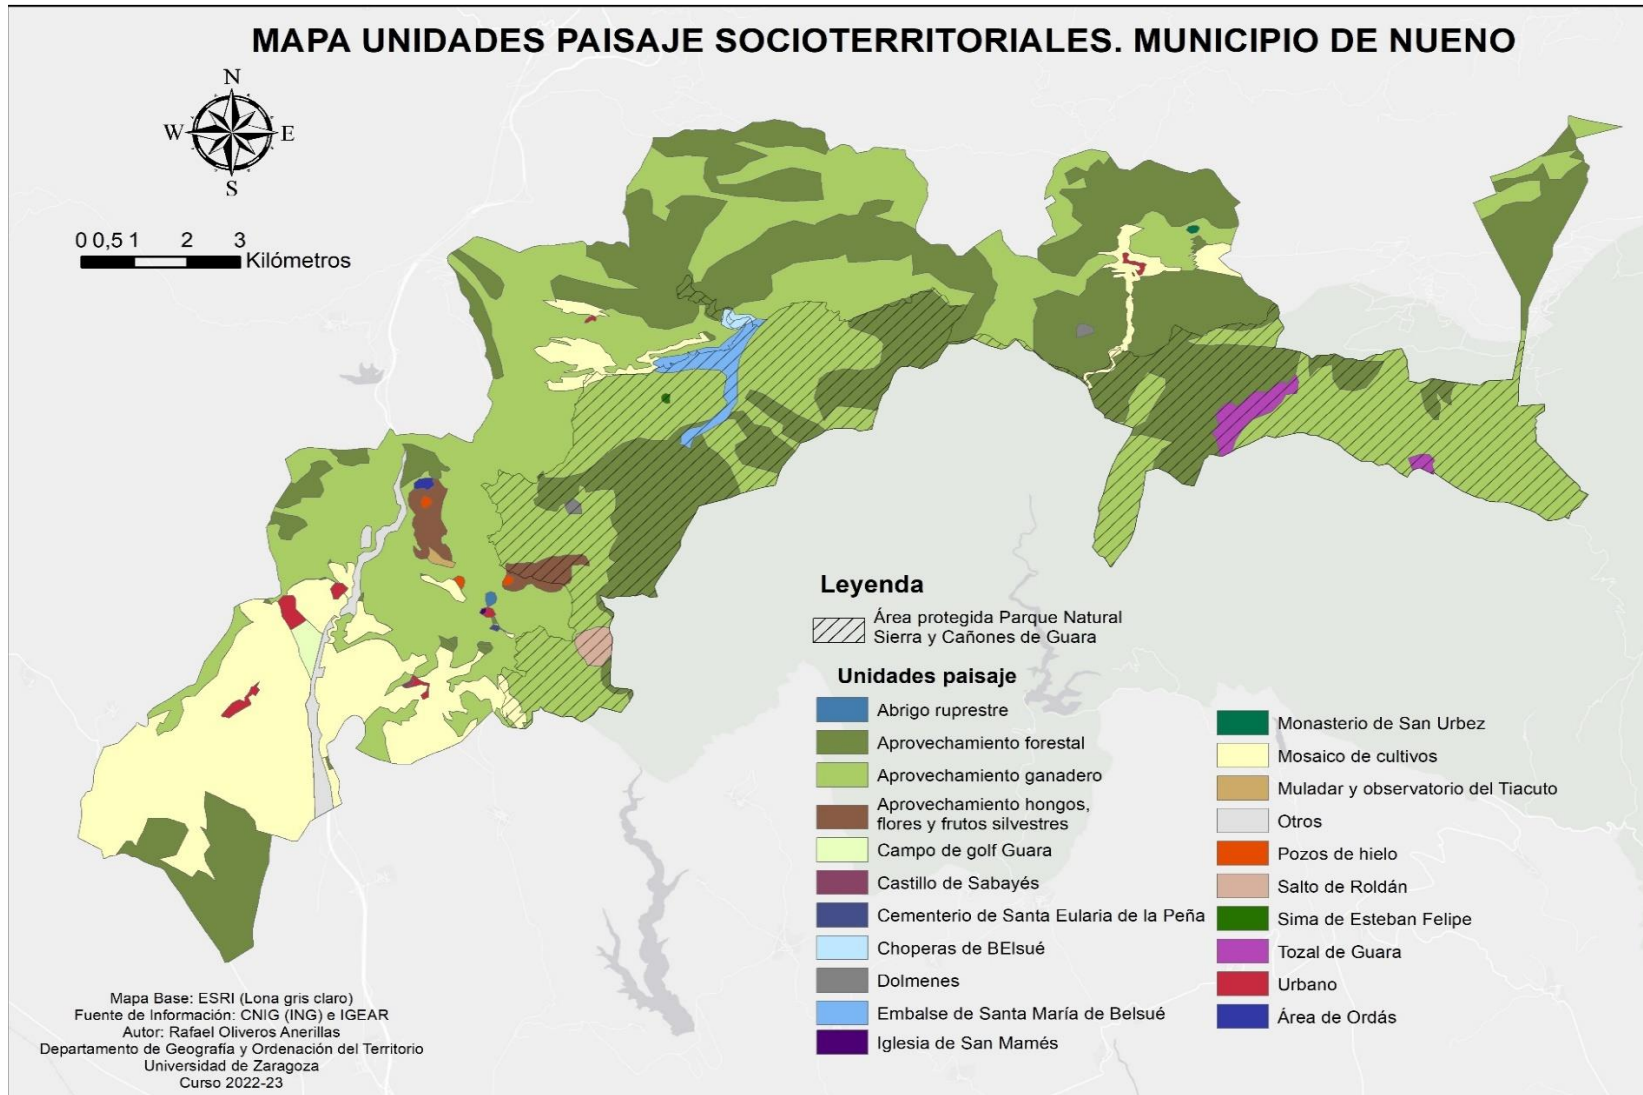 MAPA UNIDADES PAISAJE SOCIOTERRITORIALES. MUNICIPIO DE NUENO
N
W E
S
0 0,5 1 2 3
Kilómetros
Leyenda
Área protegida Parque Natural
Sierra y Cañones de Guara
Unidades paisaje
Abrigo ruprestre
Aprovechamiento forestal
Aprovechamiento ganadero
Aprovechamiento hongos,
flores y frutos silvestres
Campo de golf Guara
Castillo de Sabayés
Cementerio de Santa Eularia de la Peña
Choperas de BElsué
Dolmenes
Embalse de Santa María de Belsué
Iglesia de San Mamés
Monasterio de San Urbez
Mosaico de cultivos
Muladar y observatorio del Tiacuto
Otros
Pozos de hielo
Salto de Roldán
Sima de Esteban Felipe
Tozal de Guara
Urbano
Área de Ordás
Mapa Base: ESRI (Lona gris claro)
Fuente de Información: CNIG (ING) e IGEAR
Autor: Rafael Oliveros Anerillas
Departamento de Geografía y Ordenación del Territorio
Universidad de Zaragoza
Curso 2022-23